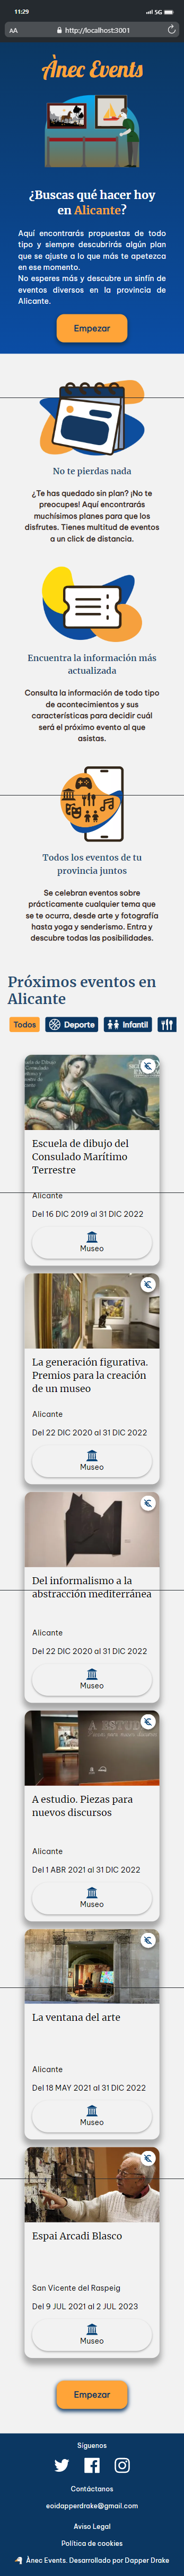 11:29
5G
AA
http://localhost:3001
Ànec Events
¿Buscas qué hacer hoy
en Alicante?
Aquí encontrarás propuestas de todo
tipo y siempre descubrirás algún plan
que se ajuste a lo que más te apetezca
en ese momento.
No esperes más y descubre un sinfín de
eventos diversos en la provincia de
Alicante.
Empezar
No te pierdas nada
¿Te has quedado sin plan? ¡No te
preocupes! Aquí encontrarás
muchísimos planes para que los
disfrutes. Tienes multitud de eventos
a un click de distancia.
Encuentra la información más
actualizada
Consulta la información de todo tipo
de acontecimientos y sus
características para decidir cuál
será el próximo evento al que
asistas.
Todos los eventos de tu
provincia juntos
Se celebran eventos sobre
prácticamente cualquier tema que
se te ocurra, desde arte y fotografía
hasta yoga y senderismo. Entra y
descubre todas las posibilidades.
Próximos eventos en
Alicante
Todos
Deporte
Infantil
Escuela de dibujo del
Consulado Marítimo
Terrestre
Alicante
Del 16 DIC 2019 al 31 DIC 2022
Museo
La generación figurativa.
Premios para la creación
de un museo
Alicante
Del 22 DIC 2020 al 31 DIC 2022
Museo
Del informalismo a la
abstracción mediterránea
Alicante
Del 22 DIC 2020 al 31 DIC 2022
Museo
A ESTUDI
A estudio. Piezas para
nuevos discursos
Alicante
Del 1 ABR 2021 al 31 DIC 2022
Museo
La ventana del arte
Alicante
Del 18 MAY 2021 al 31 DIC 2022
Museo
Espai Arcadi Blasco
San Vicente del Raspeig
Del 9 JUL 2021 al 2 JUL 2023
Museo
Empezar
Síguenos
Contáctanos
eoidapperdrake@gmail.com
Aviso Legal
Política de cookies
Ànec Events. Desarrollado por Dapper Drake